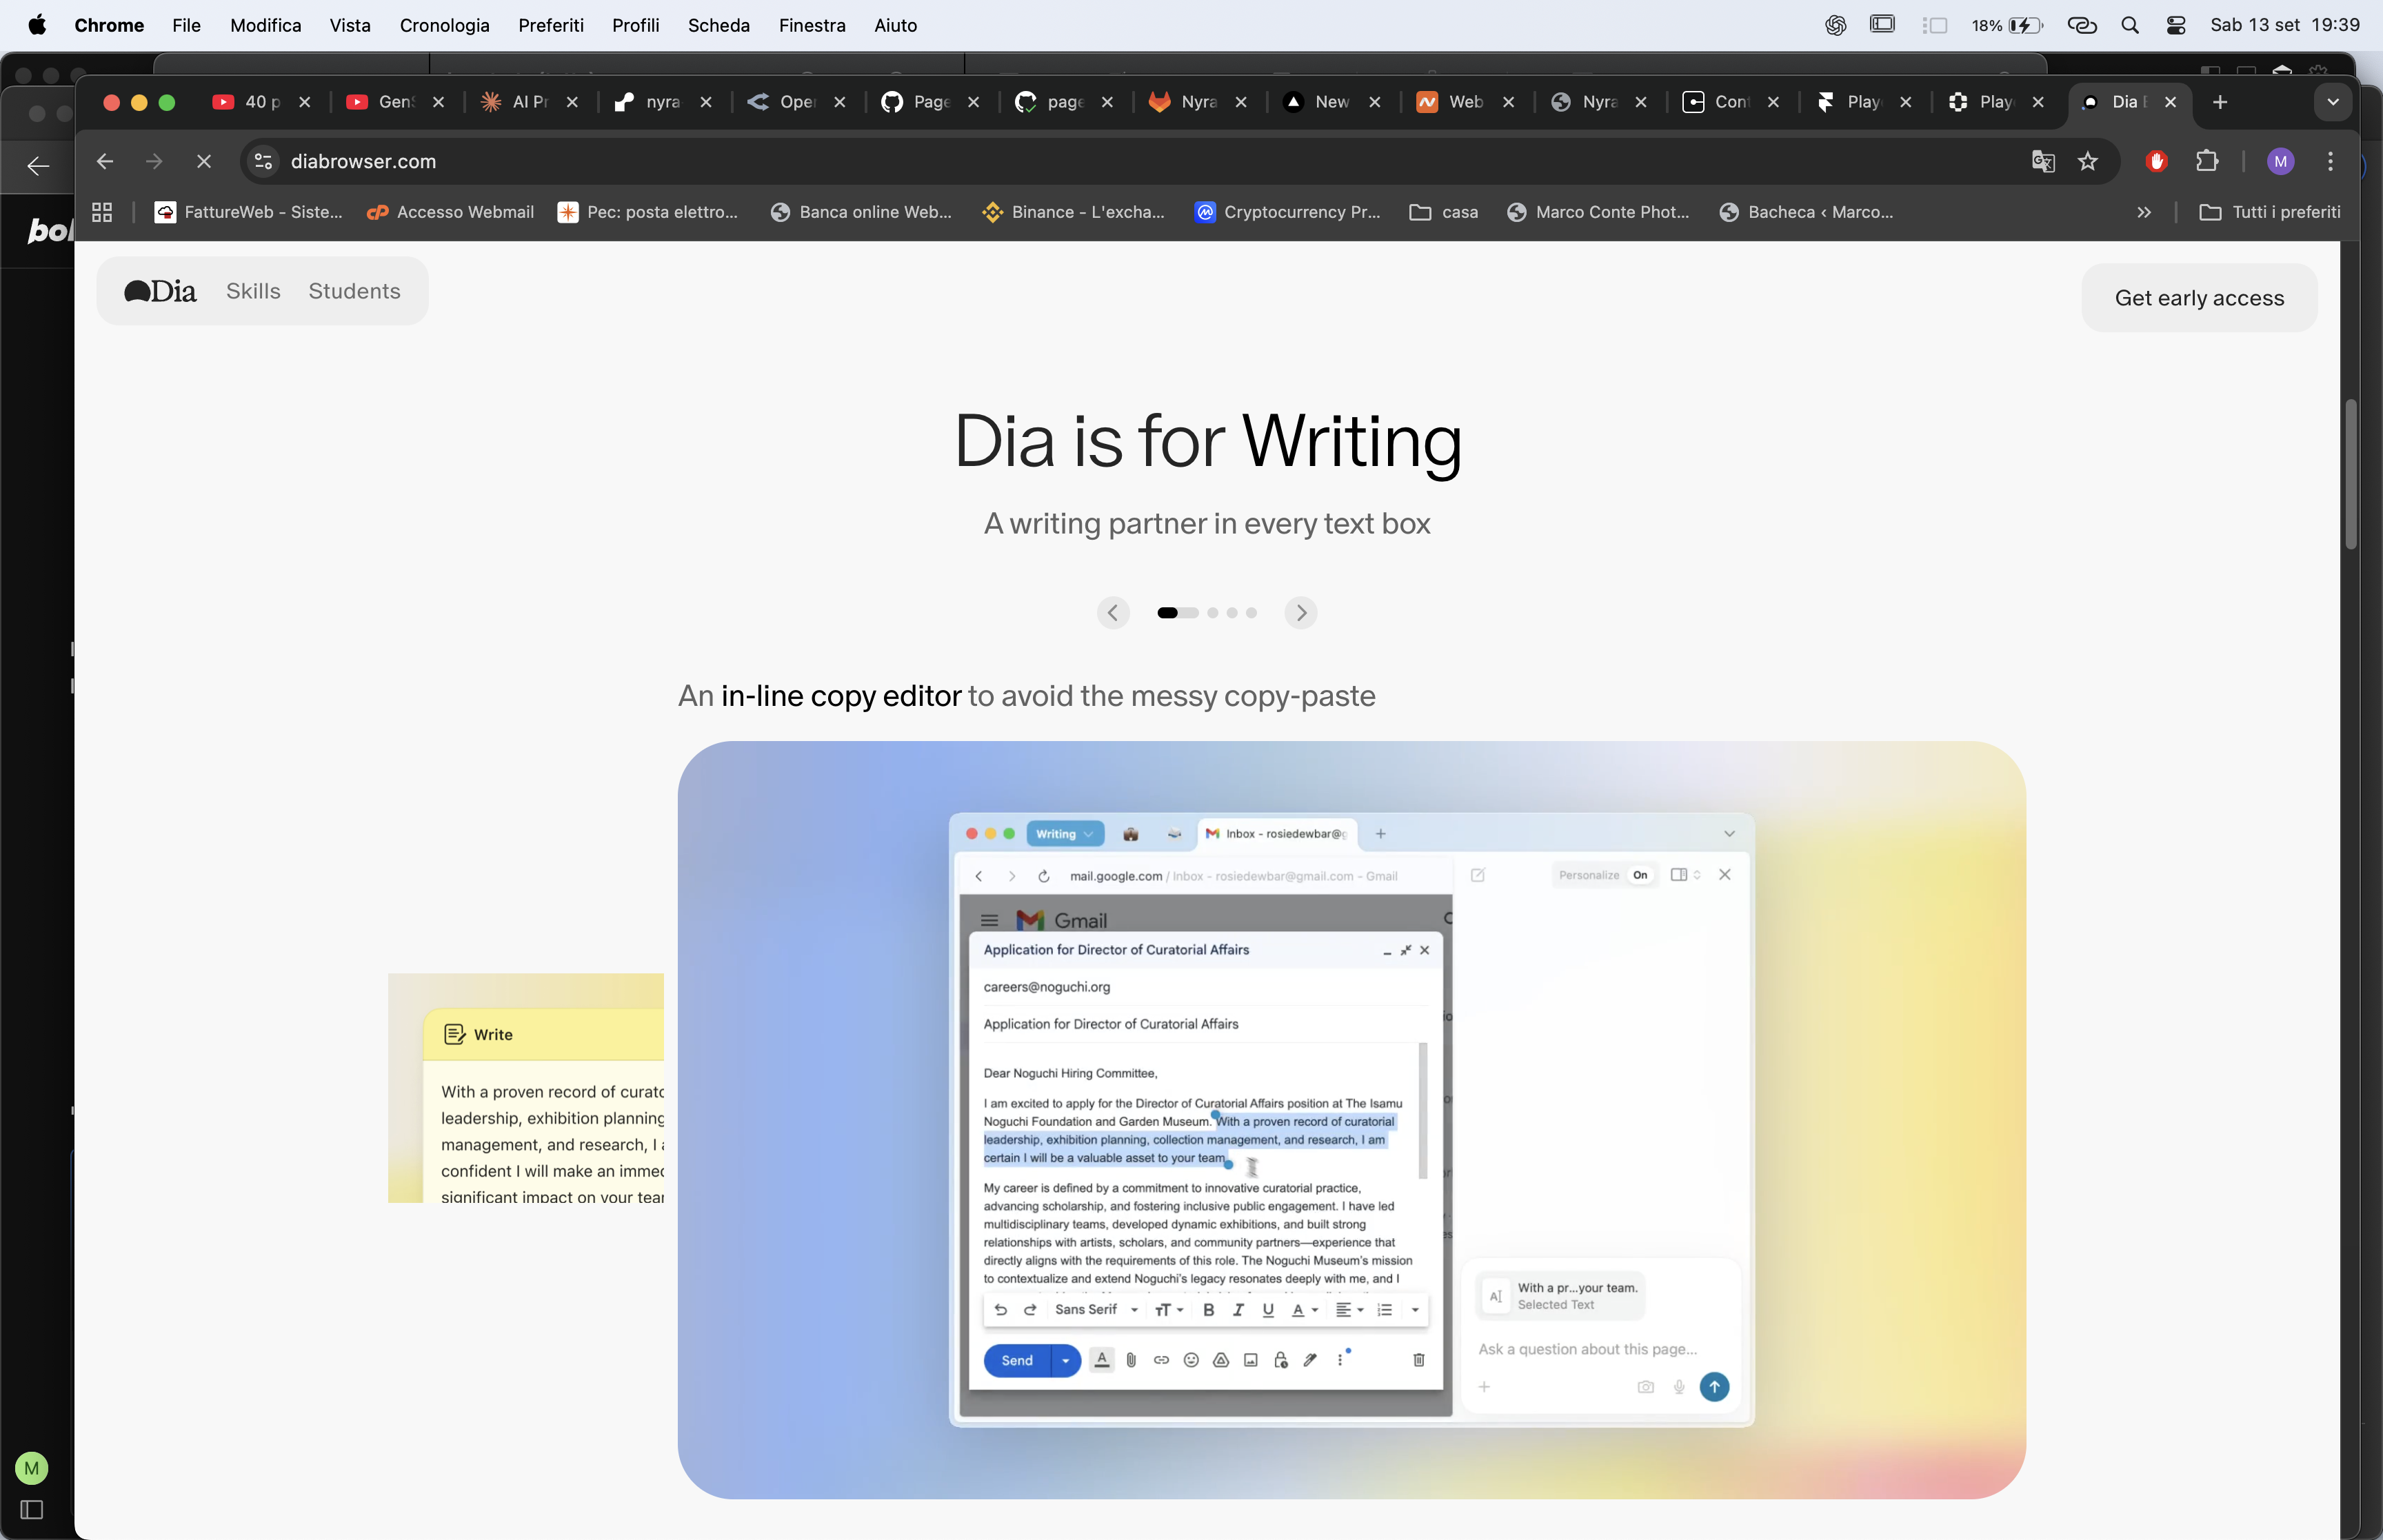 Chrome File Modifica Vista Cronologia Preferiti Profili Scheda Finestra Aiuto 18% Sab 13 set 19:39
40 p Gen AI Pr nyra Oper Page page Nyra New Web Nyra Cont Play Play Dia
diabrowser.com
M
FattureWeb - Siste... Accesso Webmail Pec: posta elettro... Banca online Web... Binance - L'excha... Cryptocurrency Pr... casa Marco Conte Phot... Bacheca ‹ Marco... » Tutti i preferiti
bol
Dia Skills Students
Get early access
Dia is for Writing
A writing partner in every text box
An in-line copy editor to avoid the messy copy-paste
Writing Inbox - rosiedewbar@g
mail.google.com / Inbox - rosiedewbar@gmail.com - Gmail
Personalize On
Gmail
Application for Director of Curatorial Affairs
careers@noguchi.org
Application for Director of Curatorial Affairs
Dear Noguchi Hiring Committee,
I am excited to apply for the Director of Curatorial Affairs position at The Isamu
Noguchi Foundation and Garden Museum. With a proven record of curatorial
leadership, exhibition planning, collection management, and research, I am
certain I will be a valuable asset to your team.
My career is defined by a commitment to innovative curatorial practice,
advancing scholarship, and fostering inclusive public engagement. I have led
multidisciplinary teams, developed dynamic exhibitions, and built strong
relationships with artists, scholars, and community partners—experience that
directly aligns with the requirements of this role. The Noguchi Museum's mission
to contextualize and extend Noguchi's legacy resonates deeply with me, and I
Sans Serif
Send
With a pr...your team.
Selected Text
Ask a question about this page...
Write
With a proven record of curato
leadership, exhibition planning
management, and research, I a
confident I will make an immed
significant impact on your tear
M